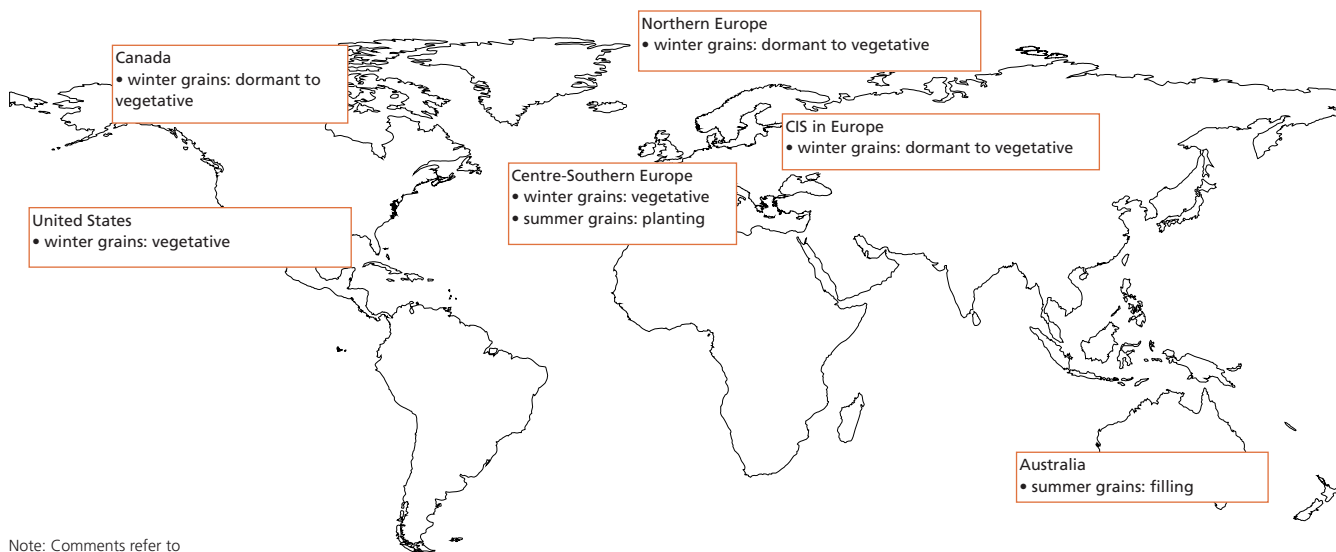 Northern Europe
• winter grains: dormant to vegetative
Canada
• winter grains: dormant to
vegetative
CIS in Europe
• winter grains: dormant to vegetative
Centre-Southern Europe
• winter grains: vegetative
• summer grains: planting
United States
• winter grains: vegetative
Australia
• summer grains: filling
Note: Comments refer to